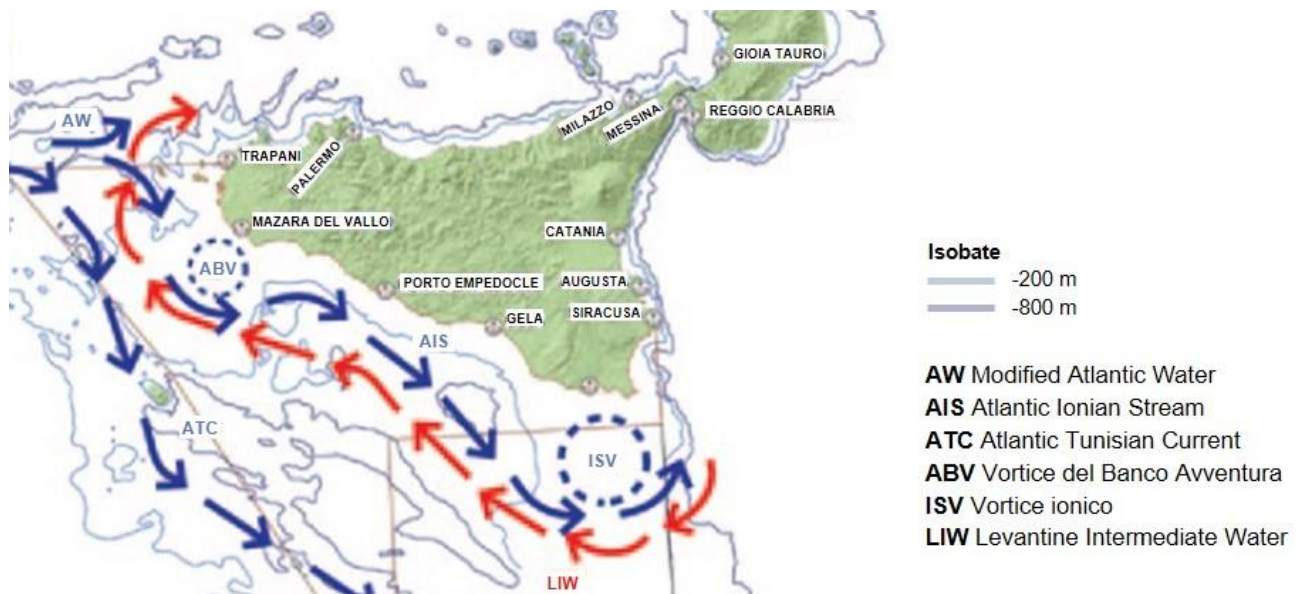 GIOIA TAURO
AW
MILAZZO
MESSINA
REGGIO CALABRIA
TRAPANI
PALERMO
MAZARA DEL VALLO
CATANIA
ABV
PORTO EMPEDOCLE
AUGUSTA
GELA
SIRACUSA
AIS
ATC
ISV
LIW
Isobate
-200 m
-800 m
AW Modified Atlantic Water
AIS Atlantic Ionian Stream
ATC Atlantic Tunisian Current
ABV Vortice del Banco Avventura
ISV Vortice ionico
LIW Levantine Intermediate Water